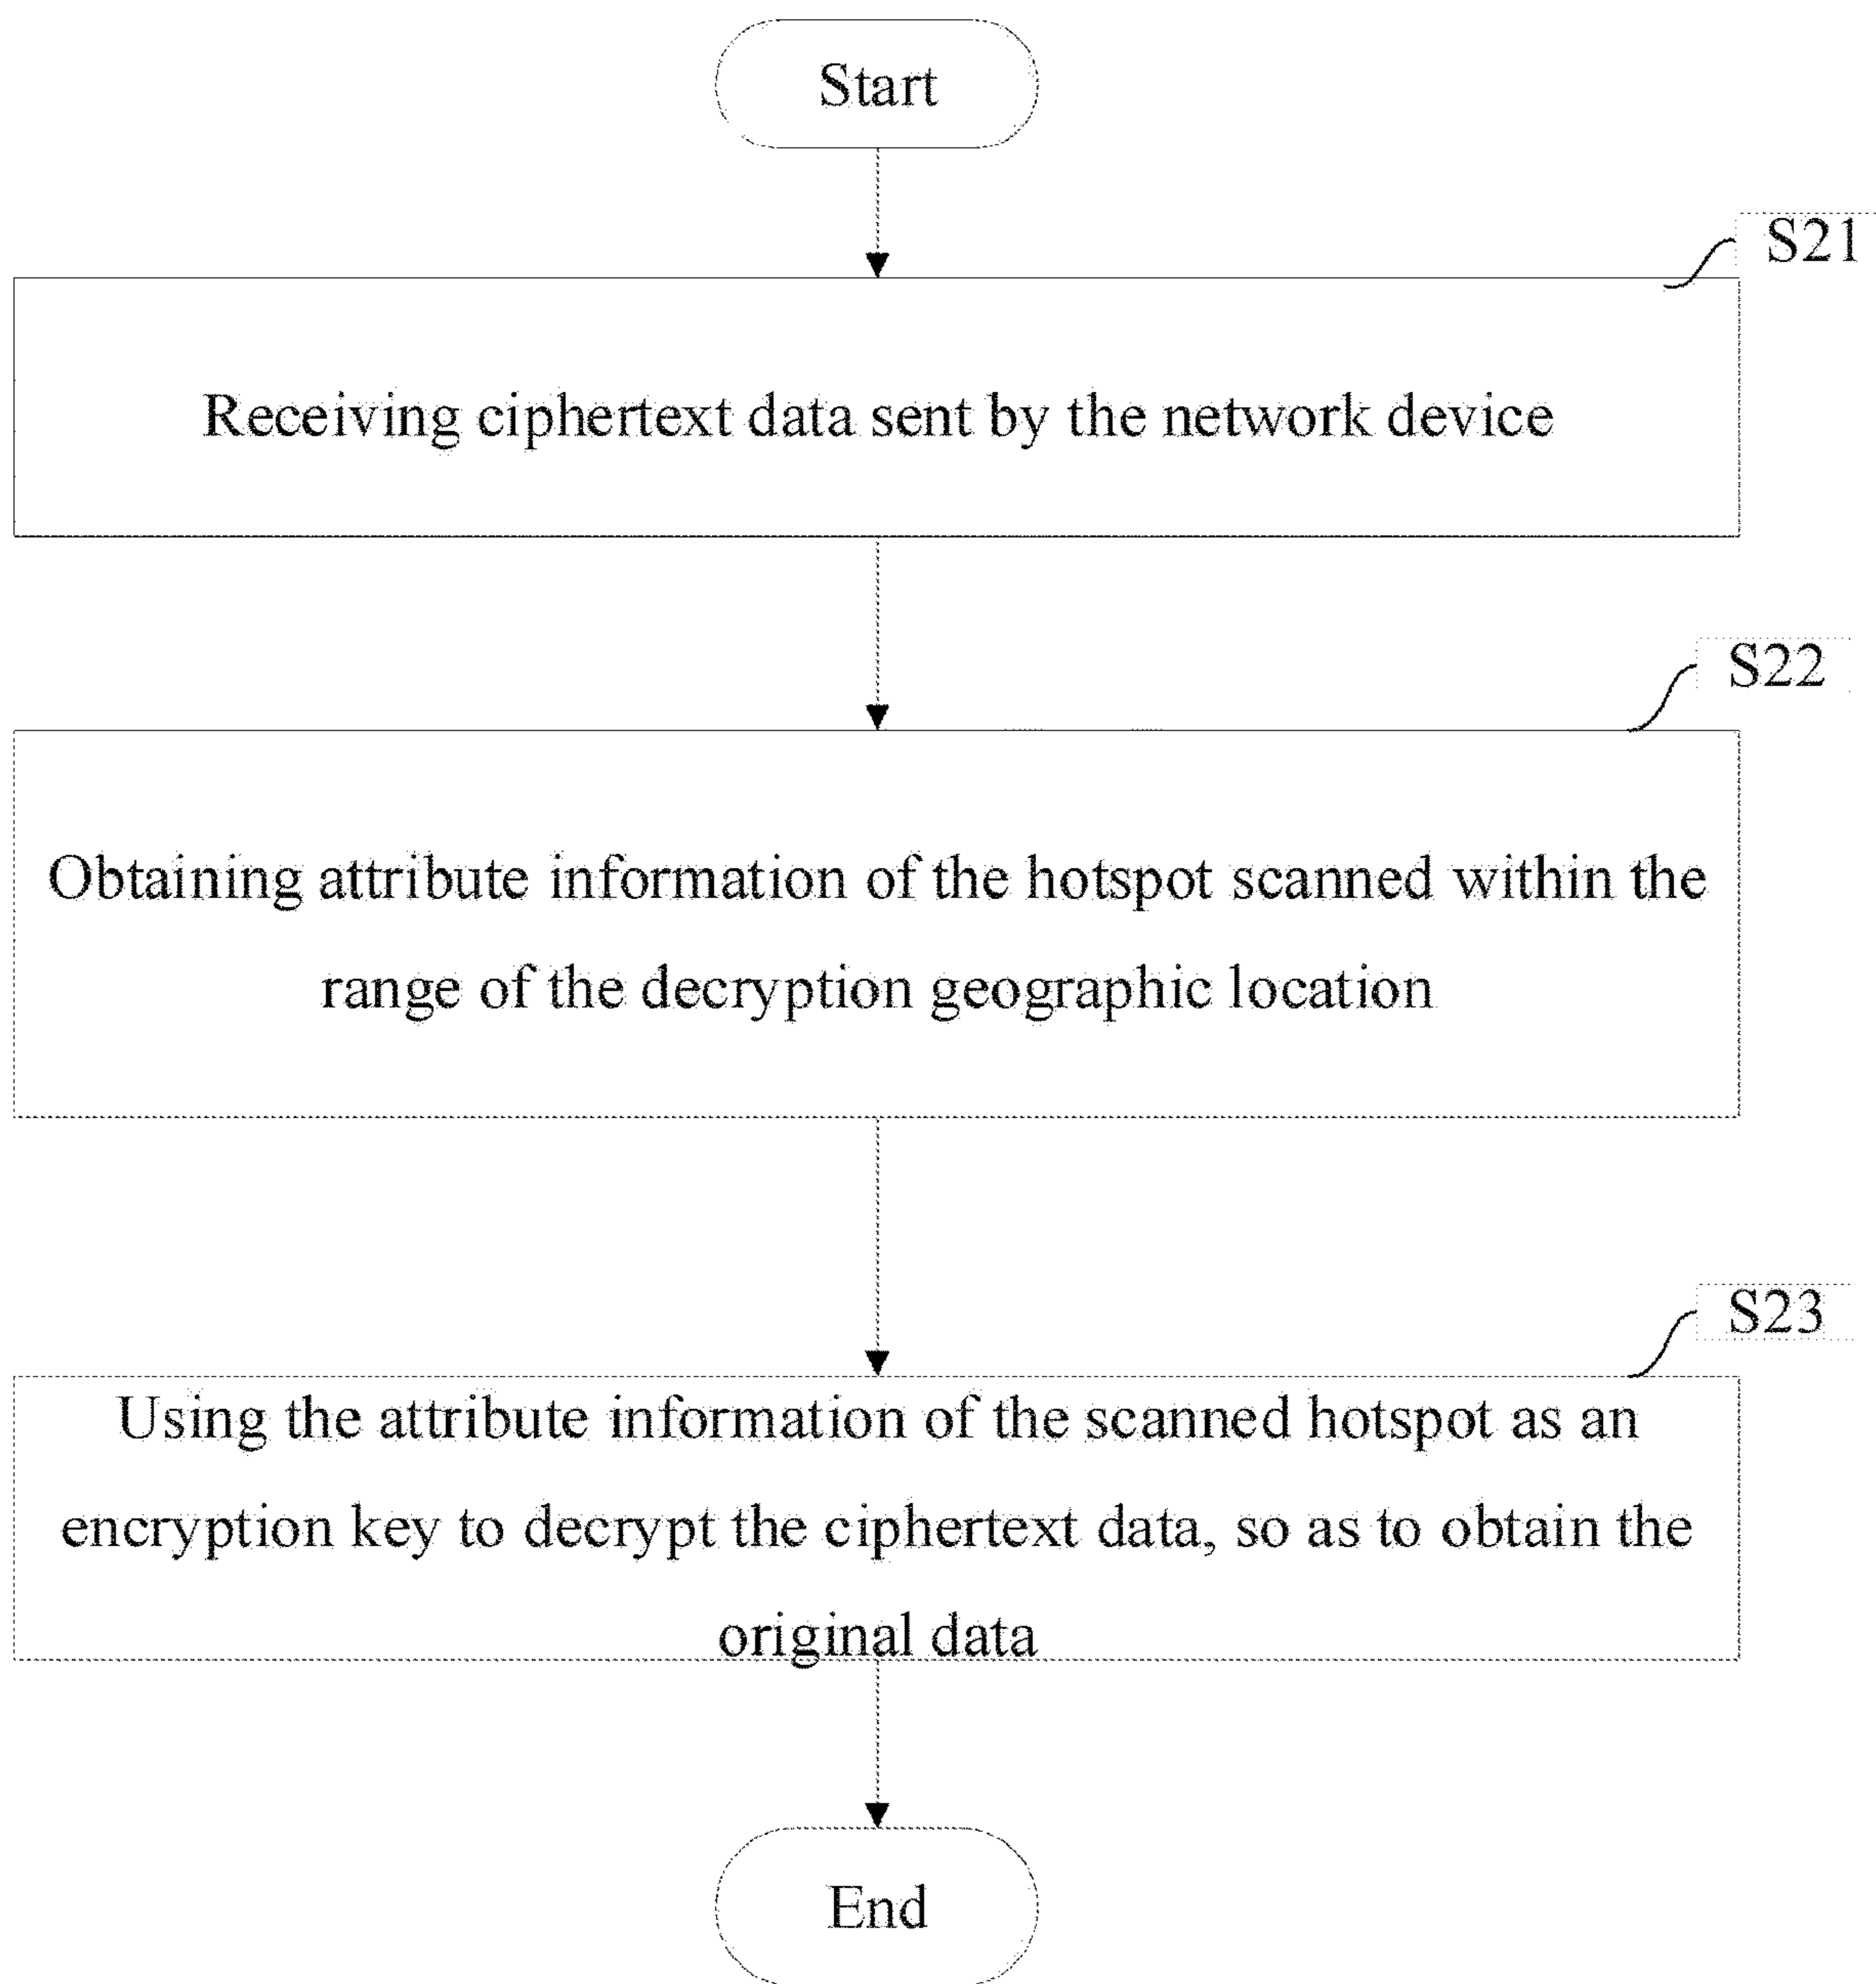 Start
S21
Receiving ciphertext data sent by the network device
S22
Obtaining attribute information of the hotspot scanned within the
range of the decryption geographic location
S23
Using the attribute information of the scanned hotspot as an
encryption key to decrypt the ciphertext data, so as to obtain the
original data
End